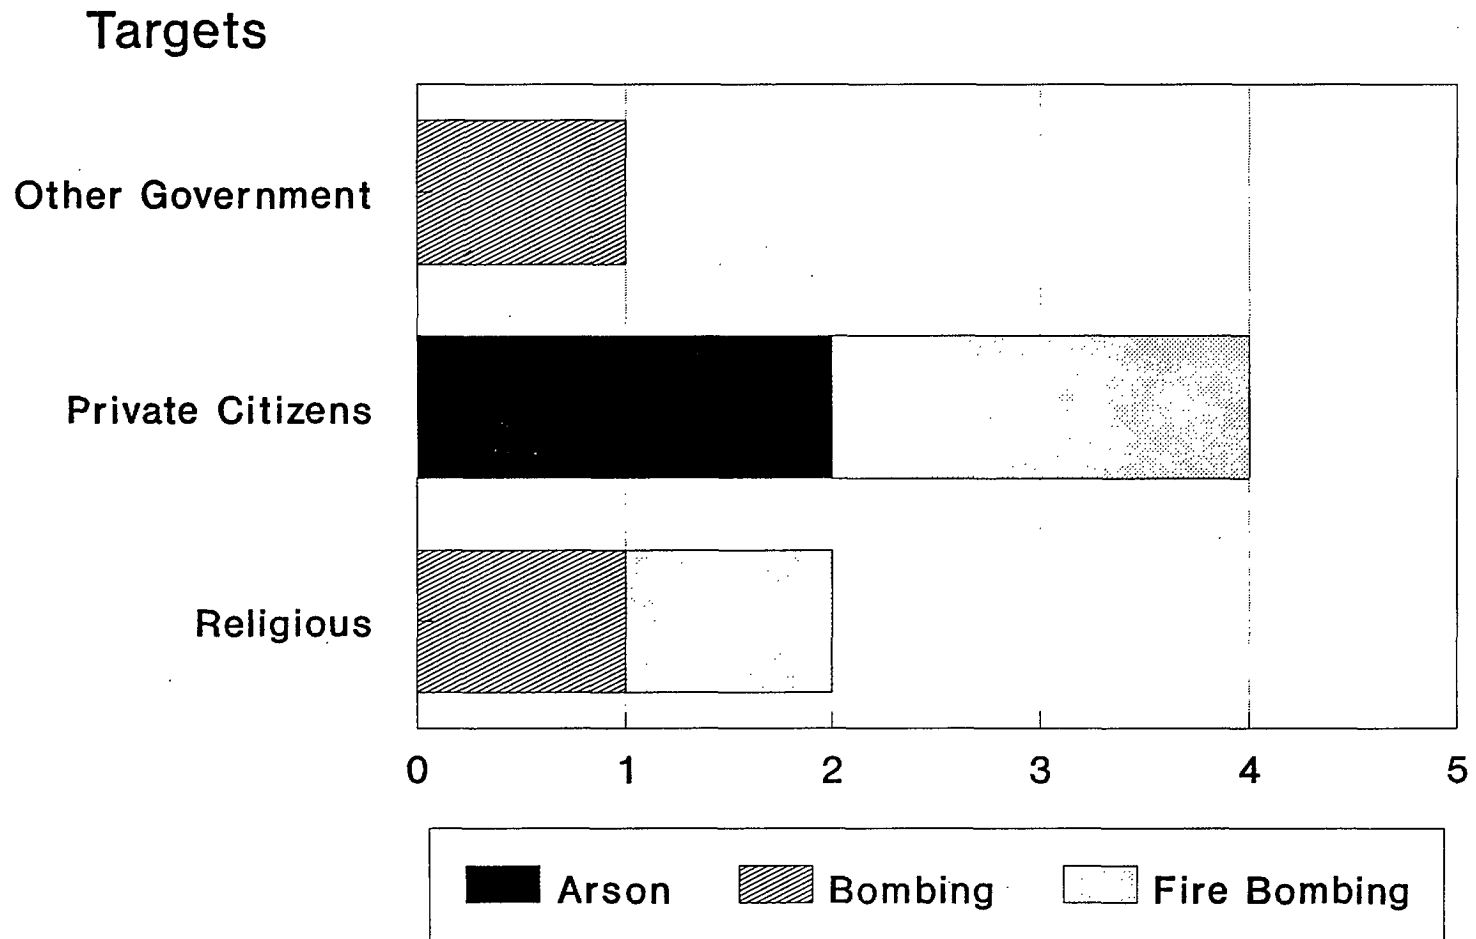 Targets
Other Government
Private Citizens
Religious
0 1 2 3 4 5
Arson Bombing Fire Bombing